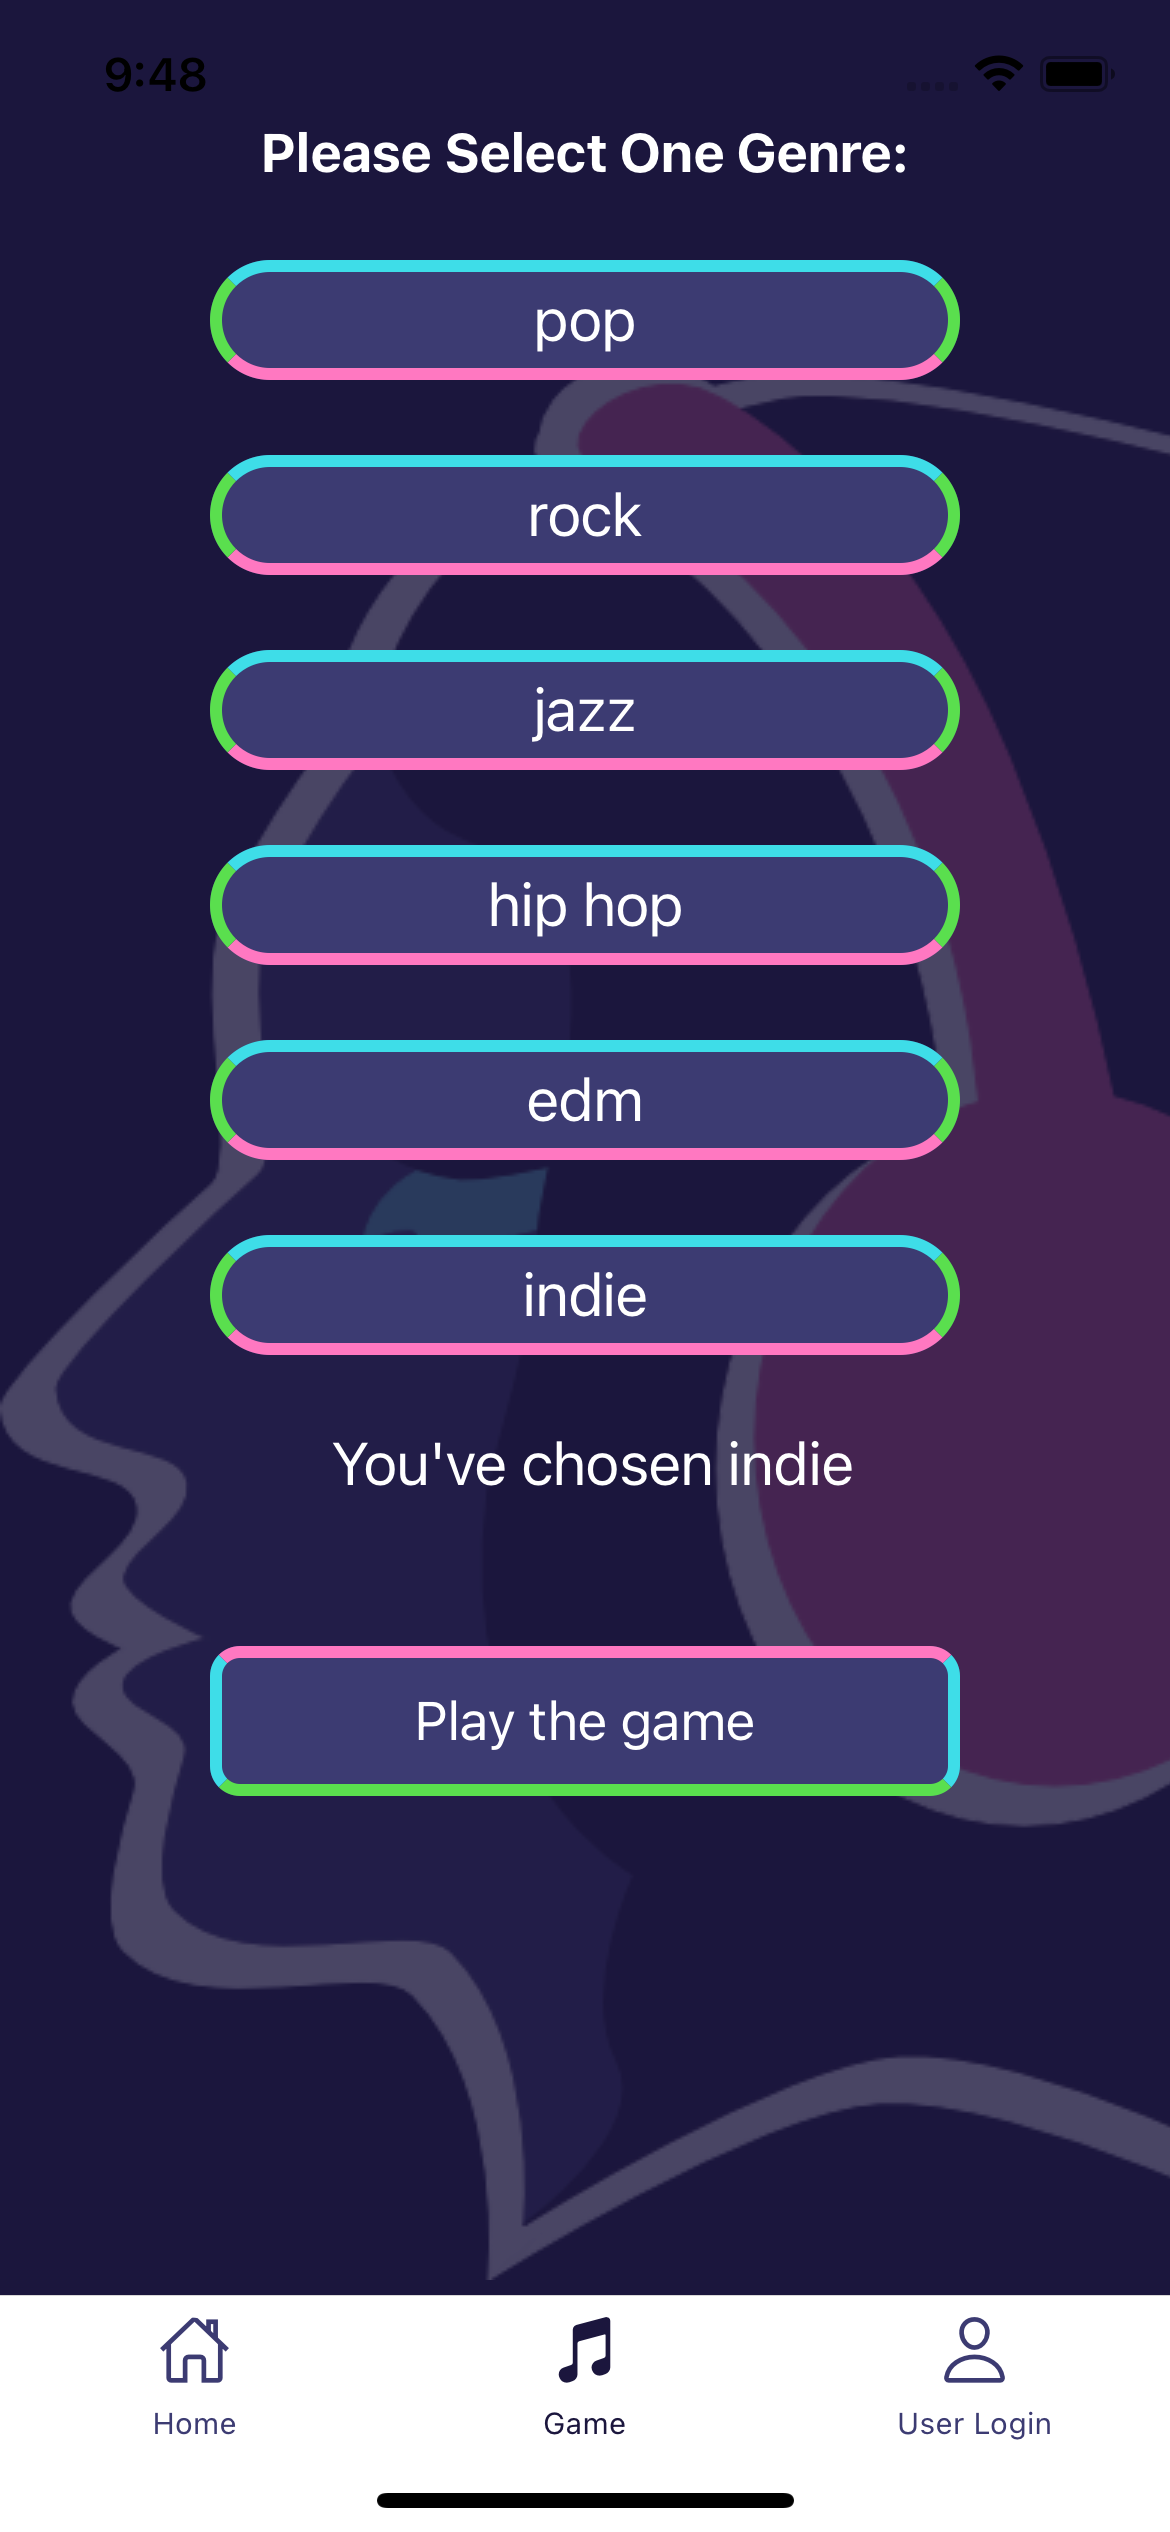 9:48
Please Select One Genre:
pop
rock
jazz
hip hop
edm
indie
You've chosen indie
Play the game
Home
Game
User Login